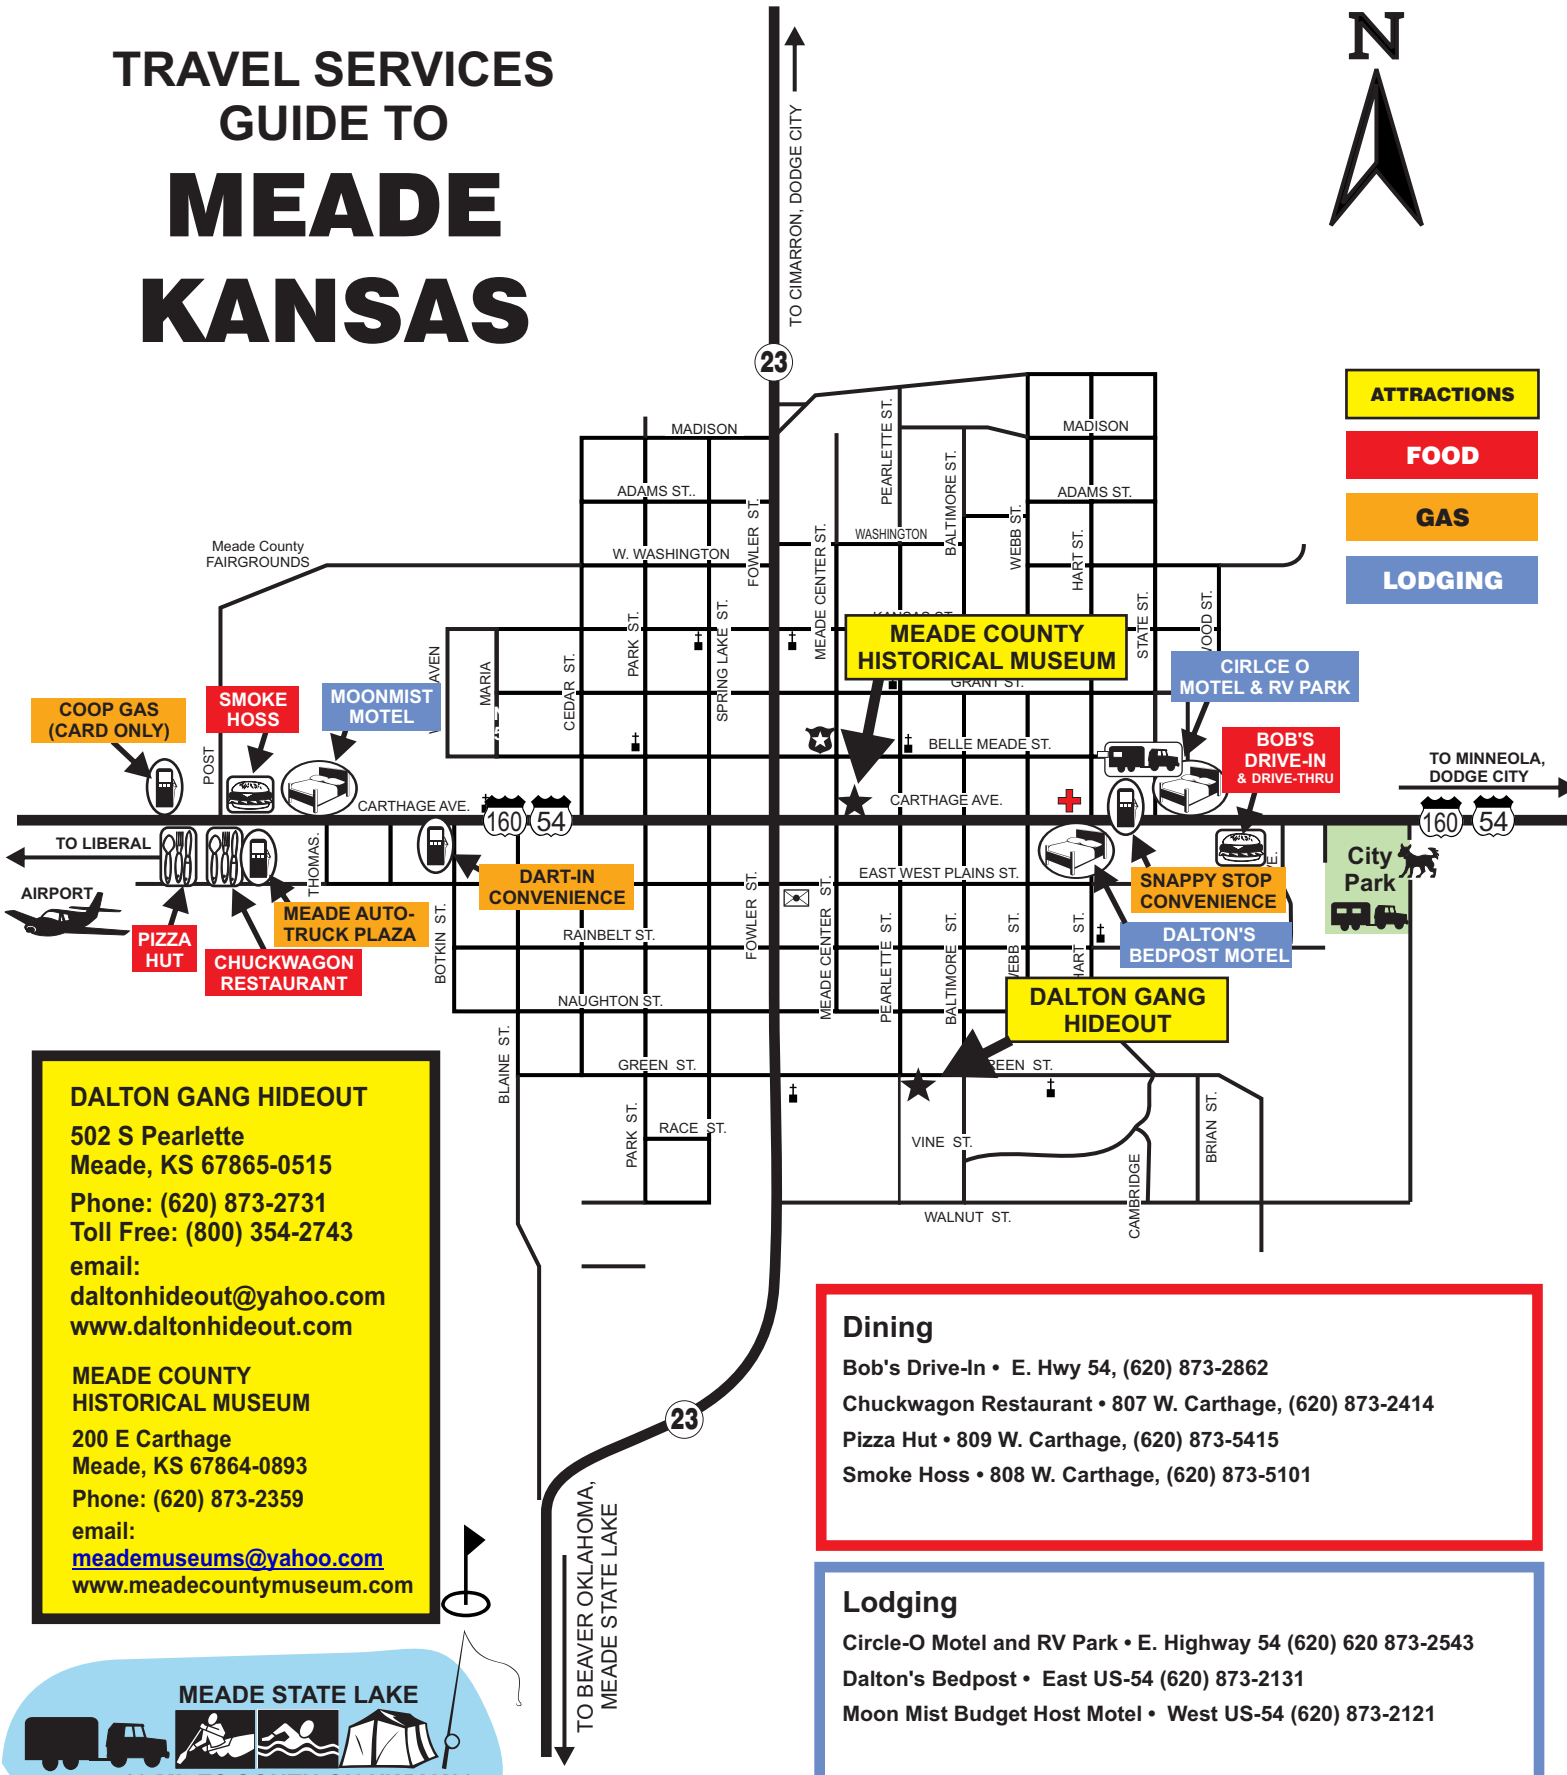 TRAVEL SERVICES
GUIDE TO
MEADE
KANSAS
N
TO CIMARRON, DODGE CITY
23
ATTRACTIONS
FOOD
GAS
LODGING
MADISON
MADISON
PEARLETTE ST.
BALTIMORE ST.
ADAMS ST..
ADAMS ST.
FOWLER ST.
MEADE CENTER ST.
WASHINGTON
WEBB ST.
HART ST.
Meade County
FAIRGROUNDS
W. WASHINGTON
PARK ST.
SPRING LAKE ST.
STATE ST.
MEADE COUNTY
HISTORICAL MUSEUM
GRANT ST.
CIRLCE O
MOTEL & RV PARK
MARIA
CEDAR ST.
COOP GAS
(CARD ONLY)
SMOKE
HOSS
MOONMIST
MOTEL
POST
BELLE MEADE ST.
BOB'S
DRIVE-IN
& DRIVE-THRU
TO MINNEOLA,
DODGE CITY
CARTHAGE AVE.
CARTHAGE AVE.
160
54
160
54
TO LIBERAL
THOMAS.
City
Park
AIRPORT
DART-IN
CONVENIENCE
EAST WEST PLAINS ST.
SNAPPY STOP
CONVENIENCE
MEADE AUTO-
TRUCK PLAZA
BOTKIN ST.
FOWLER ST.
MEADE CENTER ST.
PEARLETTE ST.
BALTIMORE ST.
PIZZA
HUT
CHUCKWAGON
RESTAURANT
RAINBELT ST.
DALTON'S
BEDPOST MOTEL
NAUGHTON ST.
DALTON GANG
HIDEOUT
BLAINE ST.
GREEN ST.
PARK ST.
RACE ST.
VINE ST.
BRIAN ST.
CAMBRIDGE
WALNUT ST.
DALTON GANG HIDEOUT
502 S Pearlette
Meade, KS 67865-0515
Phone: (620) 873-2731
Toll Free: (800) 354-2743
email:
daltonhideout@yahoo.com
www.daltonhideout.com
MEADE COUNTY
HISTORICAL MUSEUM
200 E Carthage
Meade, KS 67864-0893
Phone: (620) 873-2359
email:
meademuseums@yahoo.com
www.meadecountymuseum.com
23
TO BEAVER OKLAHOMA,
MEADE STATE LAKE
MEADE STATE LAKE
Dining
Bob's Drive-In • E. Hwy 54, (620) 873-2862
Chuckwagon Restaurant • 807 W. Carthage, (620) 873-2414
Pizza Hut • 809 W. Carthage, (620) 873-5415
Smoke Hoss • 808 W. Carthage, (620) 873-5101
Lodging
Circle-O Motel and RV Park • E. Highway 54 (620) 620 873-2543
Dalton's Bedpost • East US-54 (620) 873-2131
Moon Mist Budget Host Motel • West US-54 (620) 873-2121